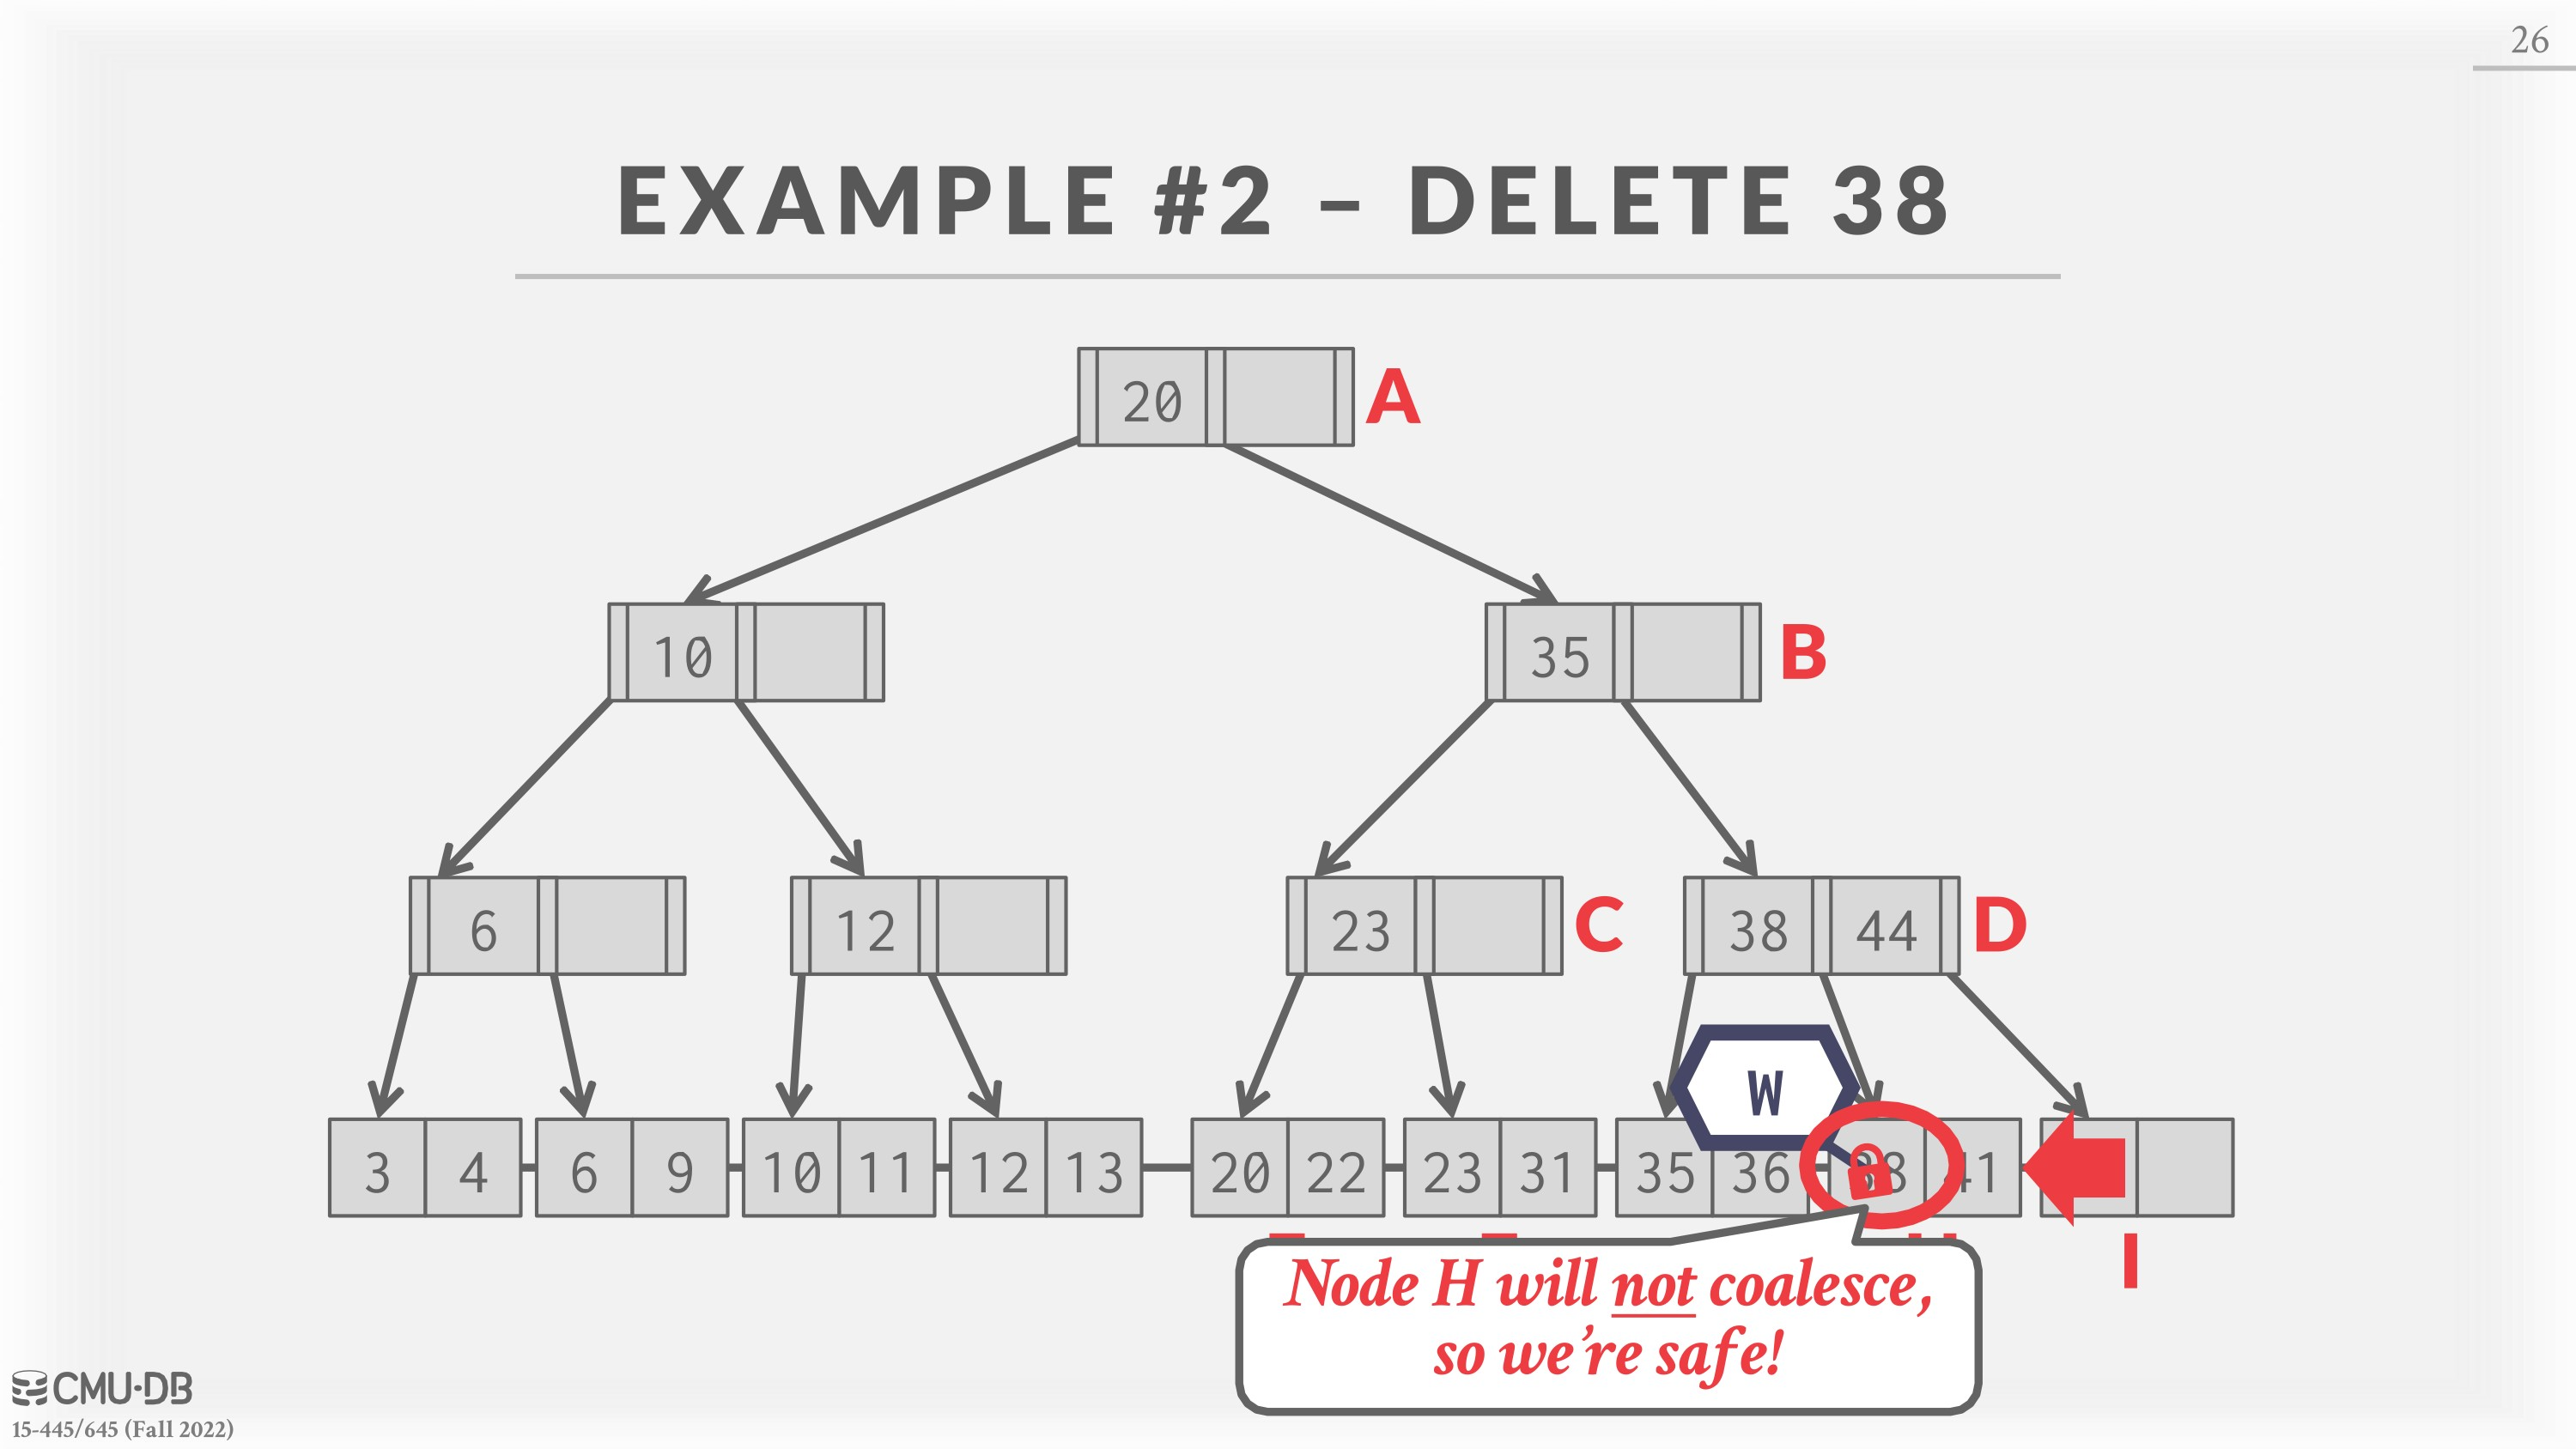 26
EXAMPLE #2 – DELETE 38
20 A
10 35 B
6 12 23 C 38 44 D
W
3 4 6 9 10 11 12 13 20 22 23 31 35 36 38 41
I
Node H will not coalesce,
so we're safe!
CMU·DB
15-445/645 (Fall 2022)